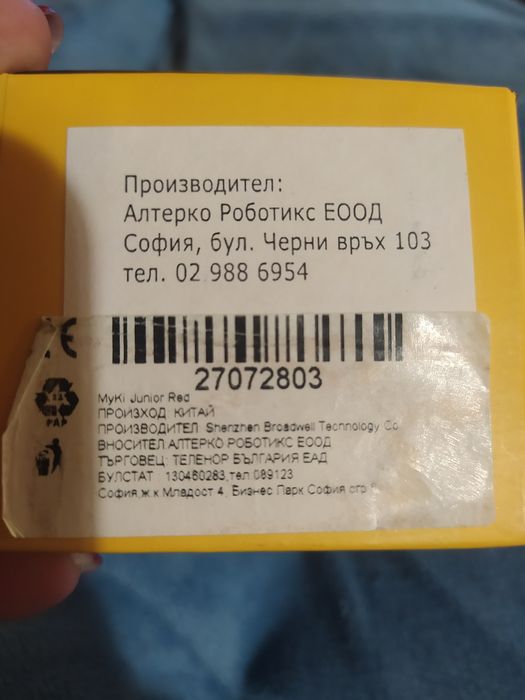 Производител:
Алтерко Роботикс ЕООД
София, бул. Черни връх 103
тел. 02 988 6954
CE
27072803
MyKi Junior Red
ПРОИЗХОД: КИТАЙ
ПРОИЗВОДИТЕЛ Shenzhen Broadwell Technology Co
ВНОСИТЕЛ:АЛТЕРКО РОБОТИКС ЕООД
ТЪРГОВЕЦ: ТЕЛЕНОР БЪЛГАРИЯ ЕАД
БУЛСТАТ : 130460283,тел:089123
София,ж к Младост 4, Бизнес Парк София
PAP